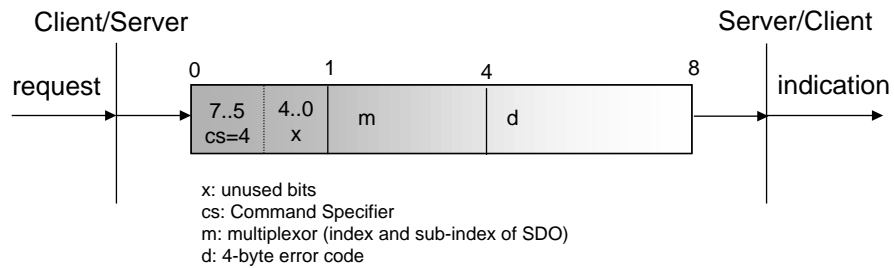 Client/Server
Server/Client
request
0
1
4
8
indication
7..5
4..0
cs=4
x
m
d
x: unused bits
cs: Command Specifier
m: multiplexor (index and sub-index of SDO)
d: 4-byte error code